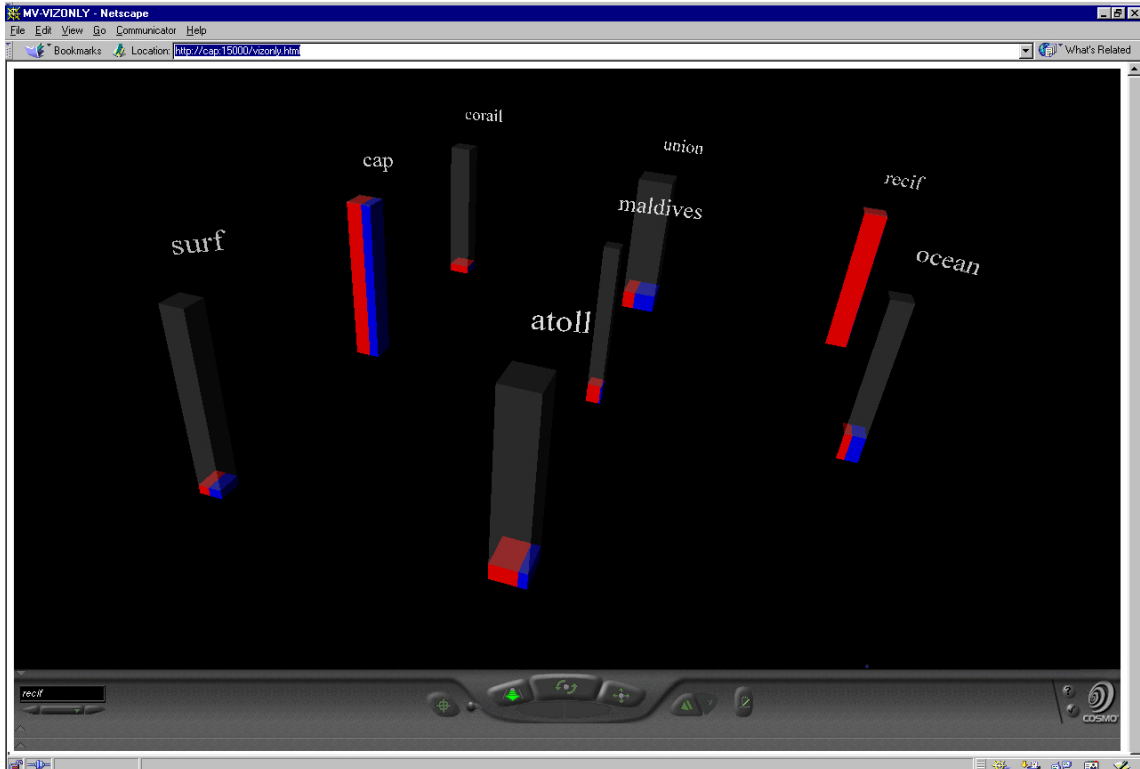 MV-VIZONLY - Netscape
File Edit View Go Communicator Help
Bookmarks Location: http://cap:15000/vizonly.html What's Related
corail
union
cap
recif
maldives
surf
ocean
atoll
recif
?
COSMO